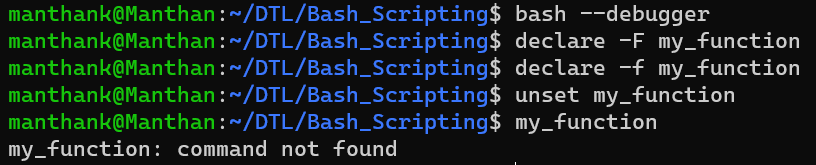 manthank@Manthan:~/DTL/Bash_Scripting$ bash --debugger
manthank@Manthan:~/DTL/Bash_Scripting$ declare -F my_function
manthank@Manthan:~/DTL/Bash_Scripting$ declare -f my_function
manthank@Manthan:~/DTL/Bash_Scripting$ unset my_function
manthank@Manthan:~/DTL/Bash_Scripting$ my_function
my_function: command not found